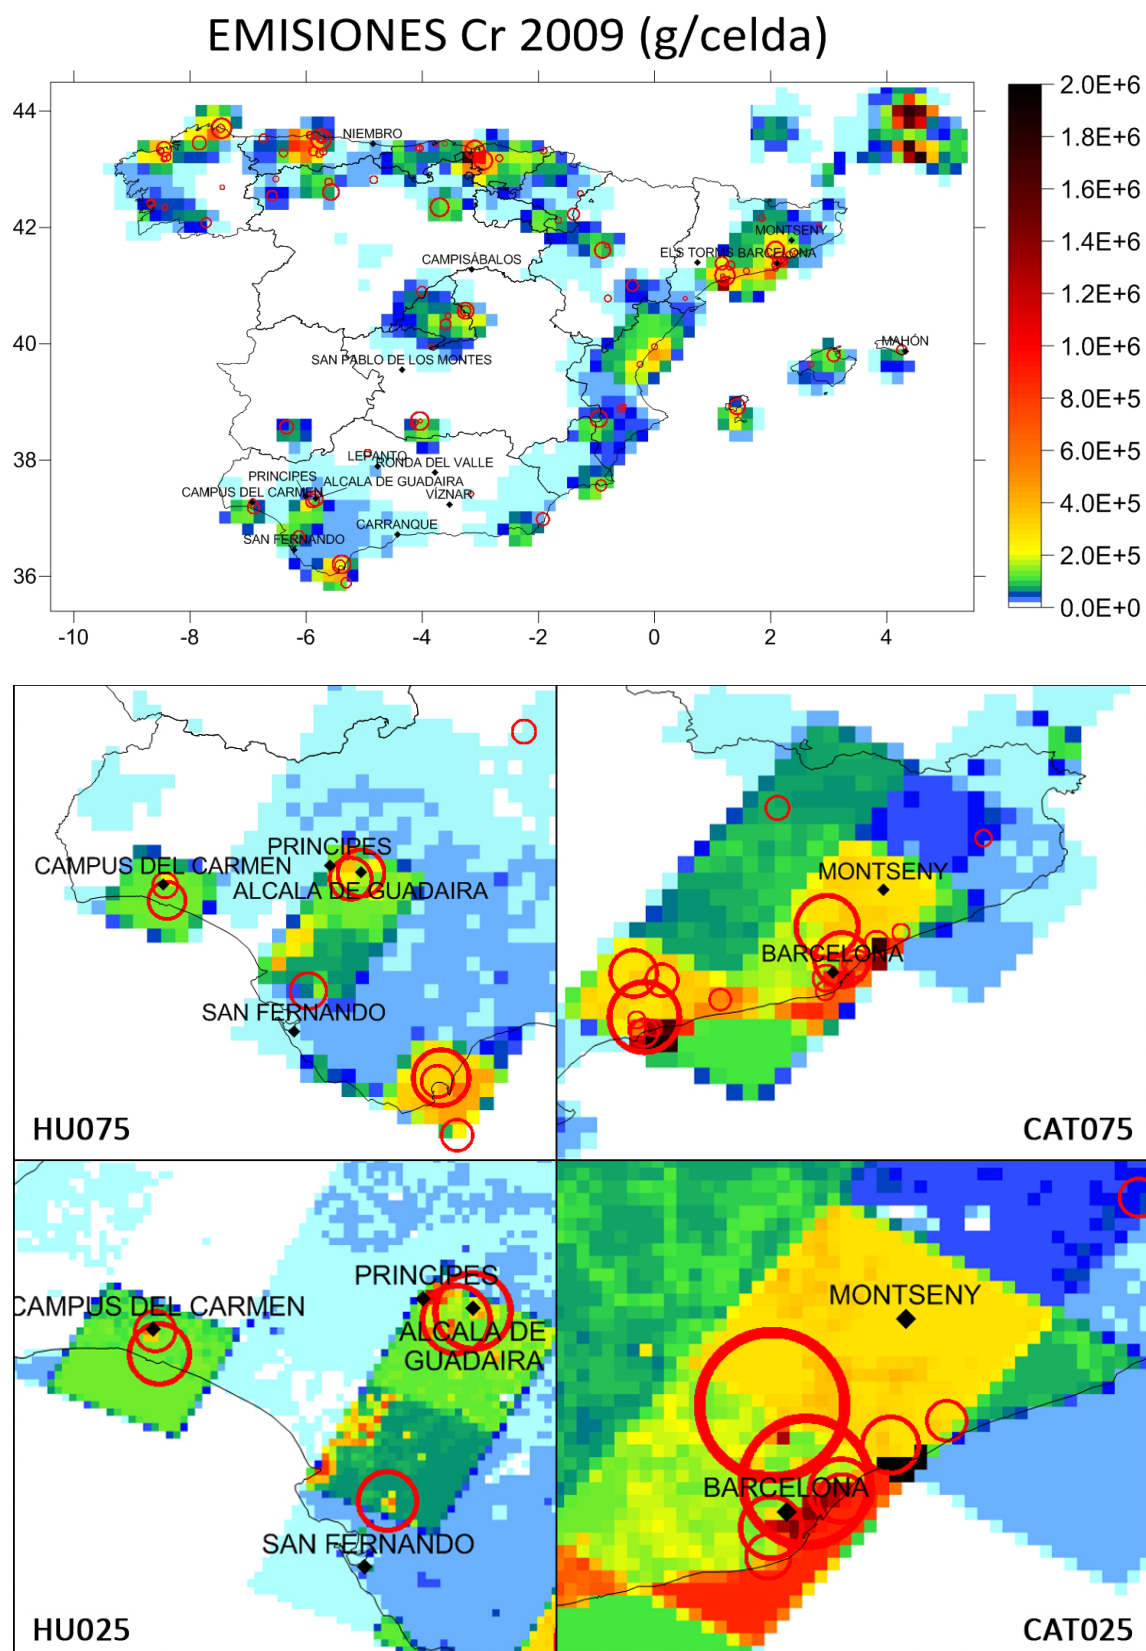 EMISIONES Cr 2009 (g/celda)
44
42
40
38
36
-10
-8
-6
-4
-2
0
2
4
NIEMBRO
MONTSENY
ELS TORMS
BARCELONA
CAMPISÁBALOS
SAN PABLO DE LOS MONTES
MAHÓN
LEPANTO
RONDA DEL VALLE
PRINCIPES
ALCALA DE GUADAIRA
CAMPUS DEL CARMEN
VÍZNAR
CARRANQUE
SAN FERNANDO
2.0E+6
1.8E+6
1.6E+6
1.4E+6
1.2E+6
1.0E+6
8.0E+5
6.0E+5
4.0E+5
2.0E+5
0.0E+0
PRINCIPES
CAMPUS DEL CARMEN
ALCALA DE GUADAIRA
SAN FERNANDO
HU075
MONTSENY
BARCELONA
CAT075
PRINCIPES
CAMPUS DEL CARMEN
ALCALA DE
GUADAIRA
SAN FERNANDO
HU025
MONTSENY
BARCELONA
CAT025